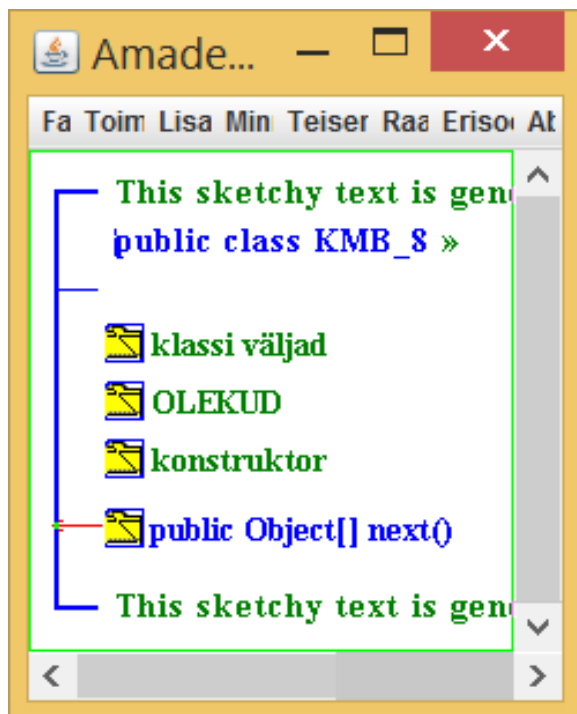 Amade...
Fa Toim Lisa Min Teiser Raa Erisoo Ab
This sketchy text is gen
public class KMB_8 »
klassi väljad
OLEKUD
konstruktor
public Object[] next()
This sketchy text is gen